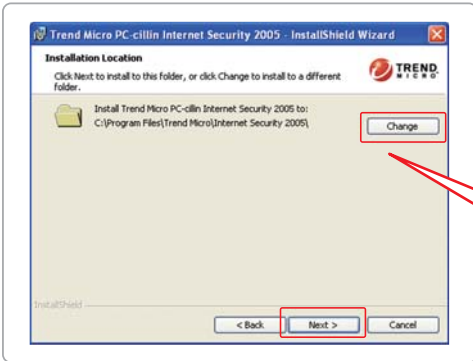 Trend Micro PC-cillin Internet Security 2005 - InstallShield Wizard
Installation Location
Click Next to install to this folder, or click Change to install to a different
folder.
TREND
MICRO
Install Trend Micro PC-cillin Internet Security 2005 to:
C:\Program Files\Trend Micro\Internet Security 2005\
Change
InstallShield
< Back
Next >
Cancel